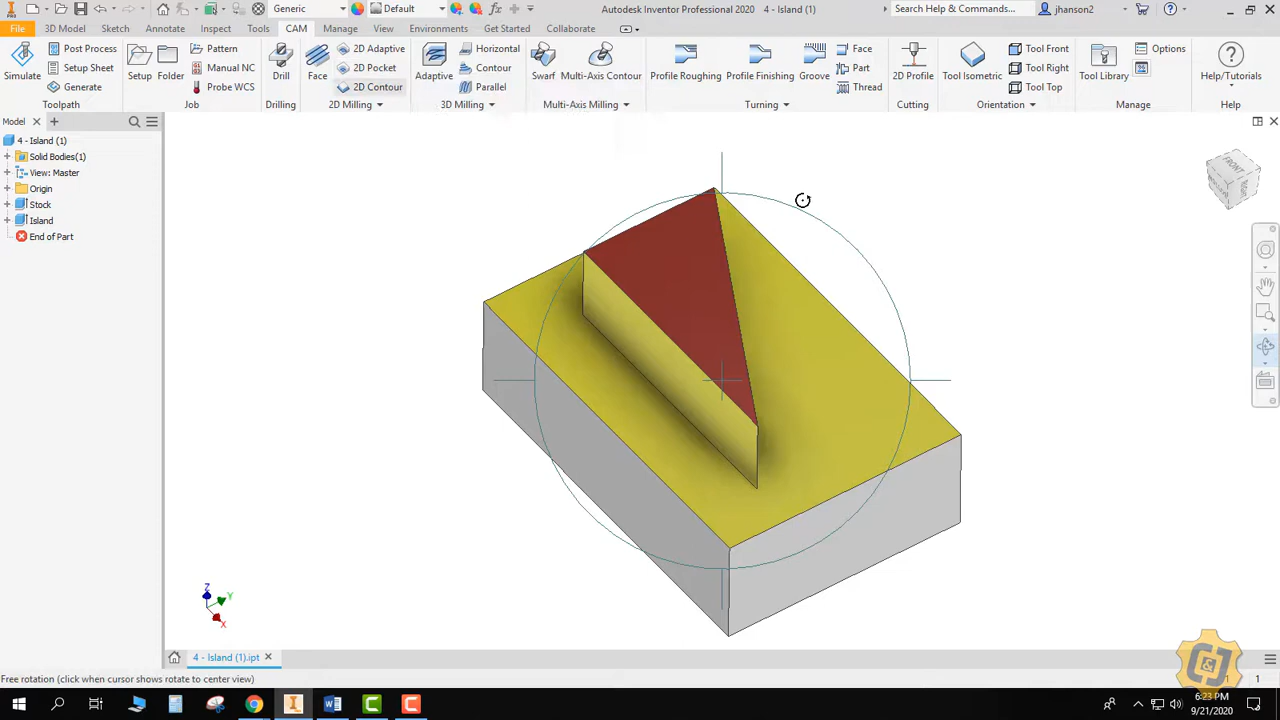 Generic
Default
Autodesk Inventor Professional 2020 4 - Island (1)
Search Help & Commands...
jhanson2
File
3D Model
Sketch
Annotate
Inspect
Tools
Manage
View
Environments
Get Started
Collaborate
CAM
Simulate
Post Process
Setup Sheet
Generate
Toolpath
Setup
Folder
Pattern
Manual NC
Probe WCS
Job
Drill
Drilling
Face
2D Adaptive
2D Pocket
2D Contour
2D Milling
Adaptive
Horizontal
Contour
Parallel
3D Milling
Swarf
Multi-Axis Contour
Multi-Axis Milling
Profile Roughing
Profile Finishing
Groove
Face
Part
Thread
Turning
2D Profile
Cutting
Tool Isometric
Tool Front
Tool Right
Tool Top
Orientation
Tool Library
Options
Manage
Help/Tutorials
Help
Model
4 - Island (1)
Solid Bodies(1)
View: Master
Origin
Stock
Island
End of Part
FRONT
Z
Y
X
4 - Island (1).ipt
Free rotation (click when cursor shows rotate to center view)
1
1
C&J
6:23 PM
9/21/2020